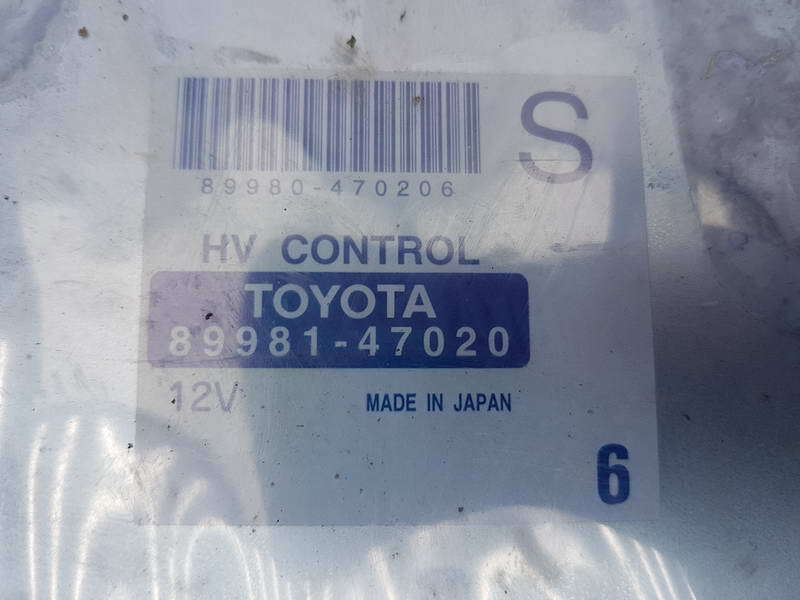 S
89980-470206
HV CONTROL
TOYOTA
89981-47020
12V MADE IN JAPAN
6